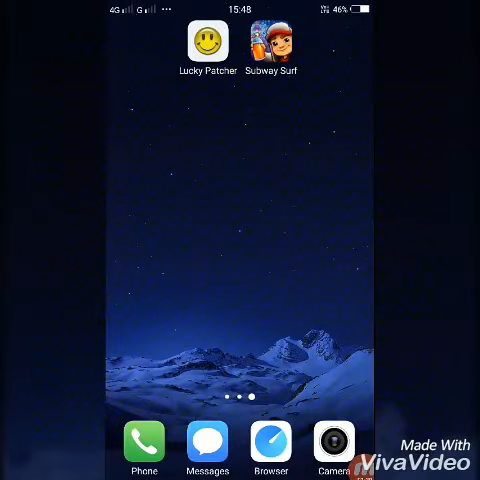 4G G 15:48 46%
Lucky Patcher Subway Surf
Phone Messages Browser Camera
Made With
VivaVideo